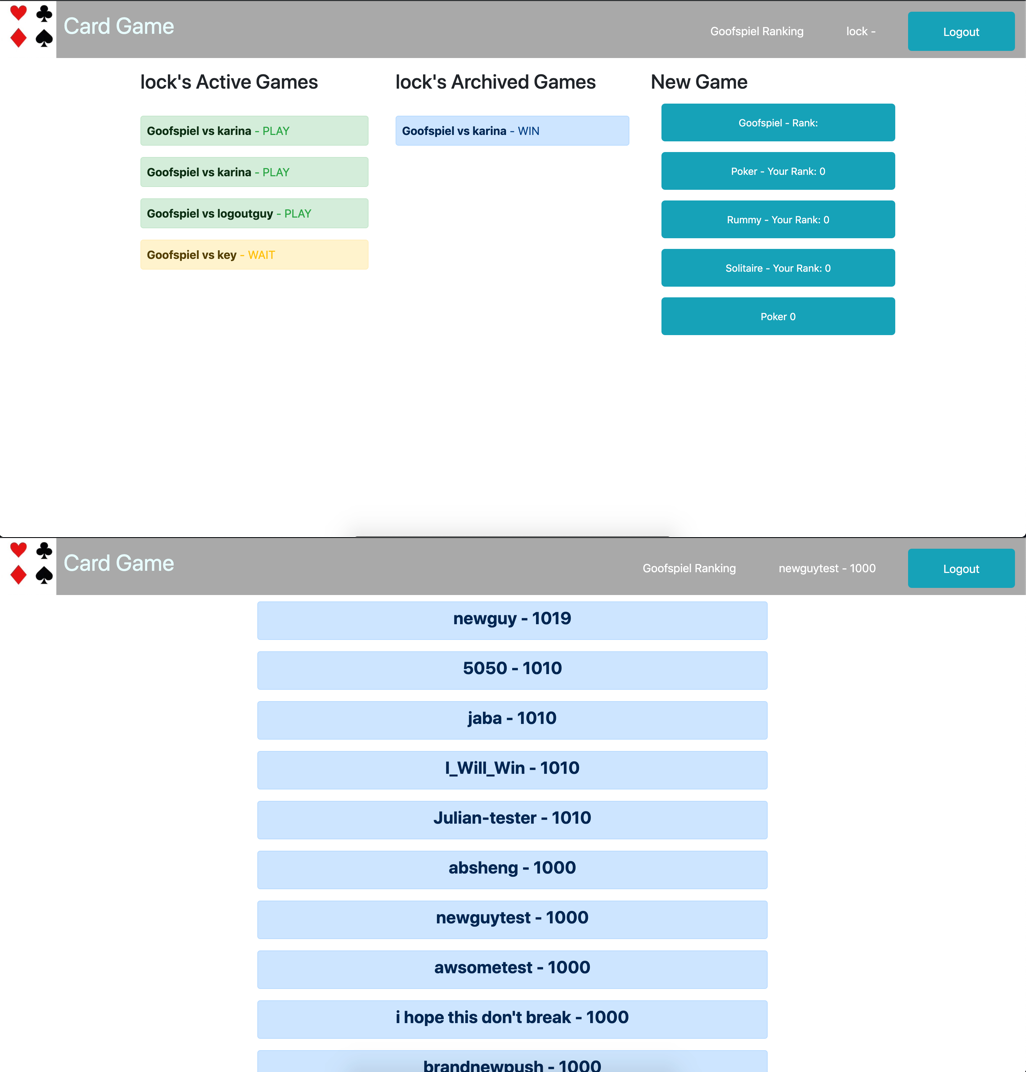 Card Game
Goofspiel Ranking
lock -
Logout
lock's Active Games
Goofspiel vs karina - PLAY
Goofspiel vs karina - PLAY
Goofspiel vs logoutguy - PLAY
Goofspiel vs key - WAIT
lock's Archived Games
Goofspiel vs karina - WIN
New Game
Goofspiel - Rank:
Poker - Your Rank: 0
Rummy - Your Rank: 0
Solitaire - Your Rank: 0
Poker 0
Card Game
Goofspiel Ranking
newguytest - 1000
Logout
newguy - 1019
5050 - 1010
jaba - 1010
I_Will_Win - 1010
Julian-tester - 1010
absheng - 1000
newguytest - 1000
awsometest - 1000
i hope this don't break - 1000
brandnewpush - 1000